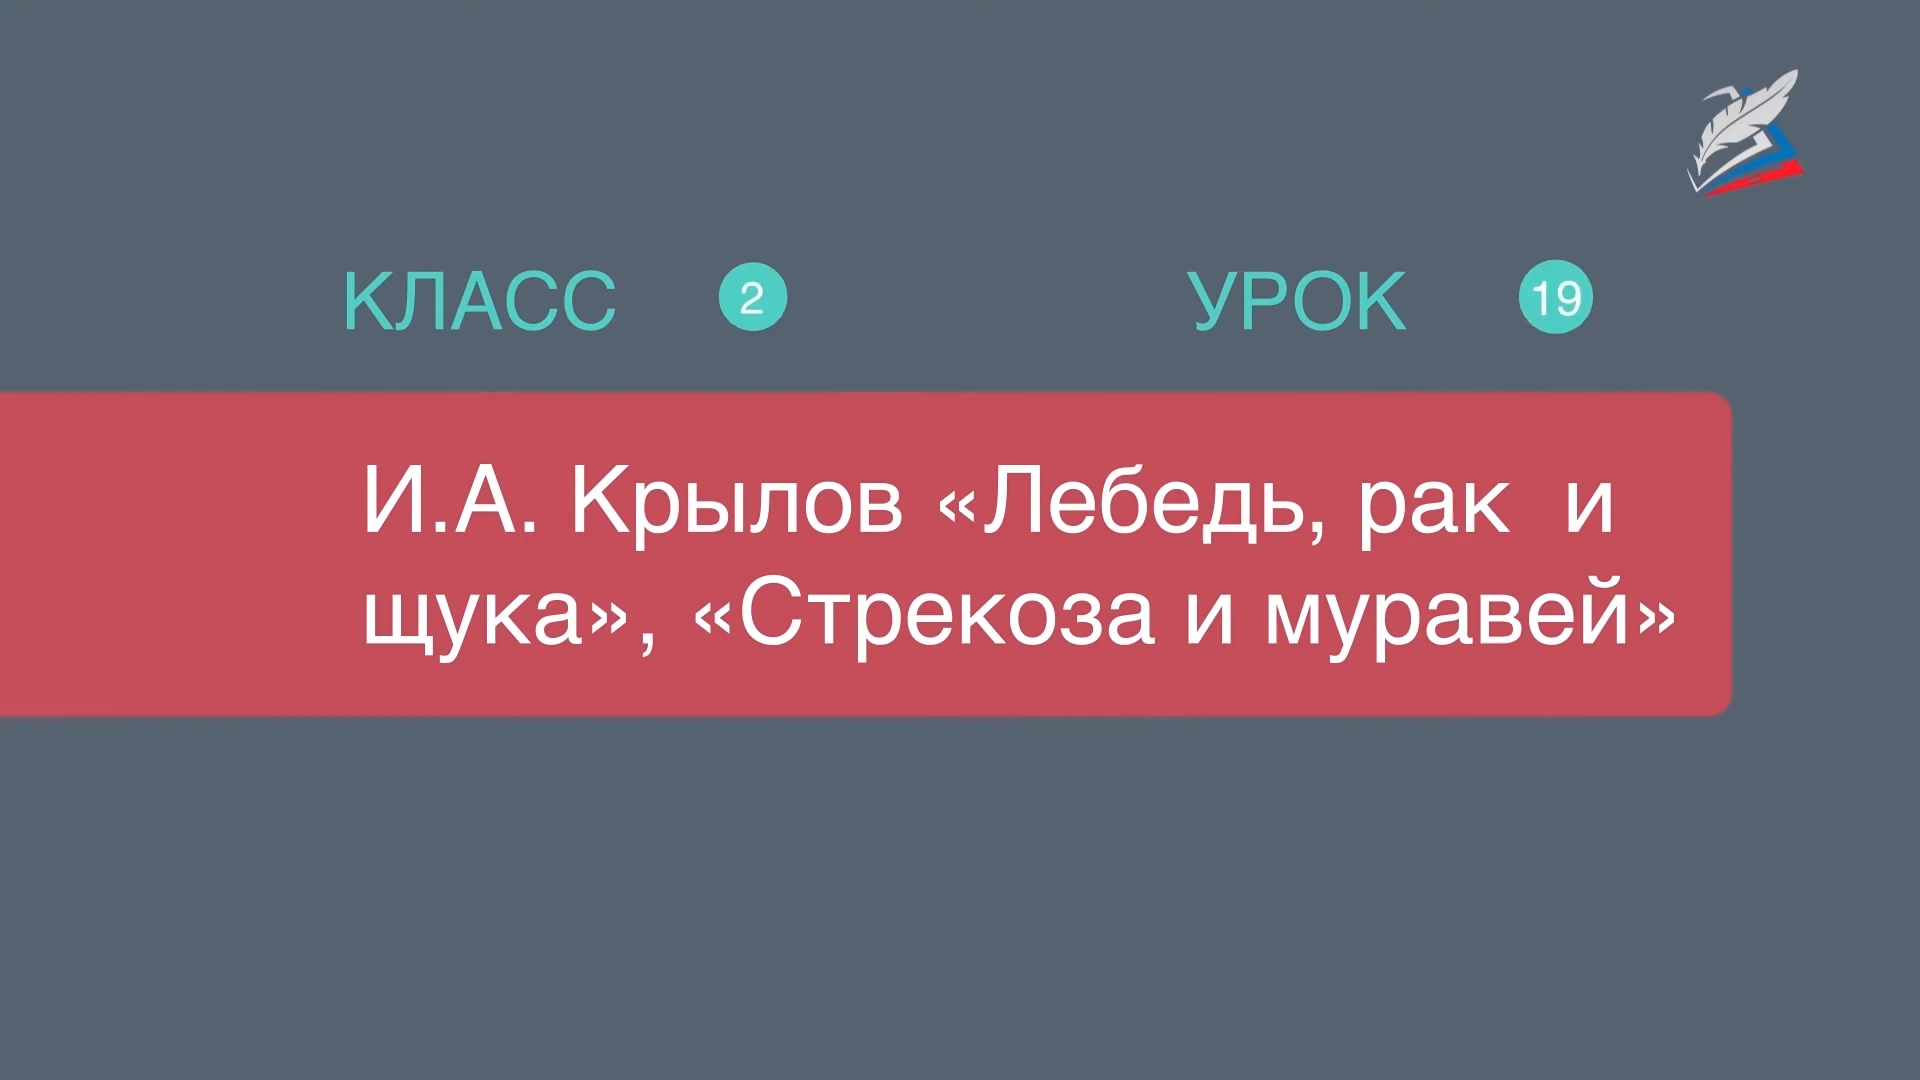 КЛАСС 2 УРОК 19
И.А. Крылов «Лебедь, рак и
щука», «Стрекоза и муравей»